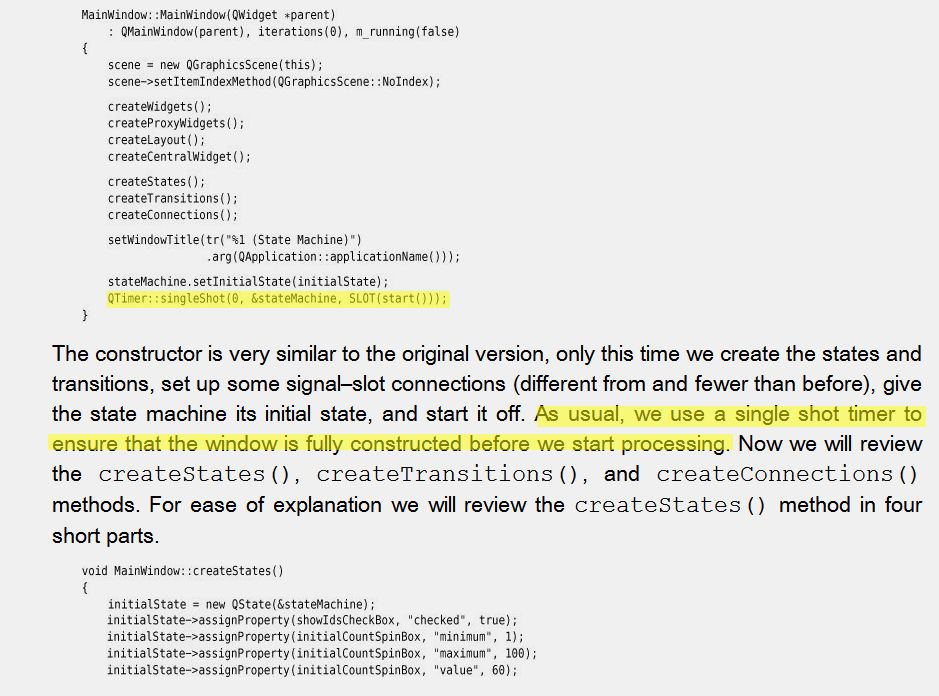 MainWindow::MainWindow(QWidget *parent)
    : QMainWindow(parent), iterations(0), m_running(false)
{
    scene = new QGraphicsScene(this);
    scene->setItemIndexMethod(QGraphicsScene::NoIndex);
    createWidgets();
    createProxyWidgets();
    createLayout();
    createCentralWidget();
    createStates();
    createTransitions();
    createConnections();
    setWindowTitle(tr("%1 (State Machine)")
                   .arg(QApplication::applicationName()));
    stateMachine.setInitialState(initialState);
    QTimer::singleShot(0, &stateMachine, SLOT(start()));
}
The constructor is very similar to the original version, only this time we create the states and
transitions, set up some signal–slot connections (different from and fewer than before), give
the state machine its initial state, and start it off. As usual, we use a single shot timer to
ensure that the window is fully constructed before we start processing. Now we will review
the createStates(), createTransitions(), and createConnections()
methods. For ease of explanation we will review the createStates() method in four
short parts.
void MainWindow::createStates()
{
    initialState = new QState(&stateMachine);
    initialState->assignProperty(showIdsCheckBox, "checked", true);
    initialState->assignProperty(initialCountSpinBox, "minimum", 1);
    initialState->assignProperty(initialCountSpinBox, "maximum", 100);
    initialState->assignProperty(initialCountSpinBox, "value", 60);